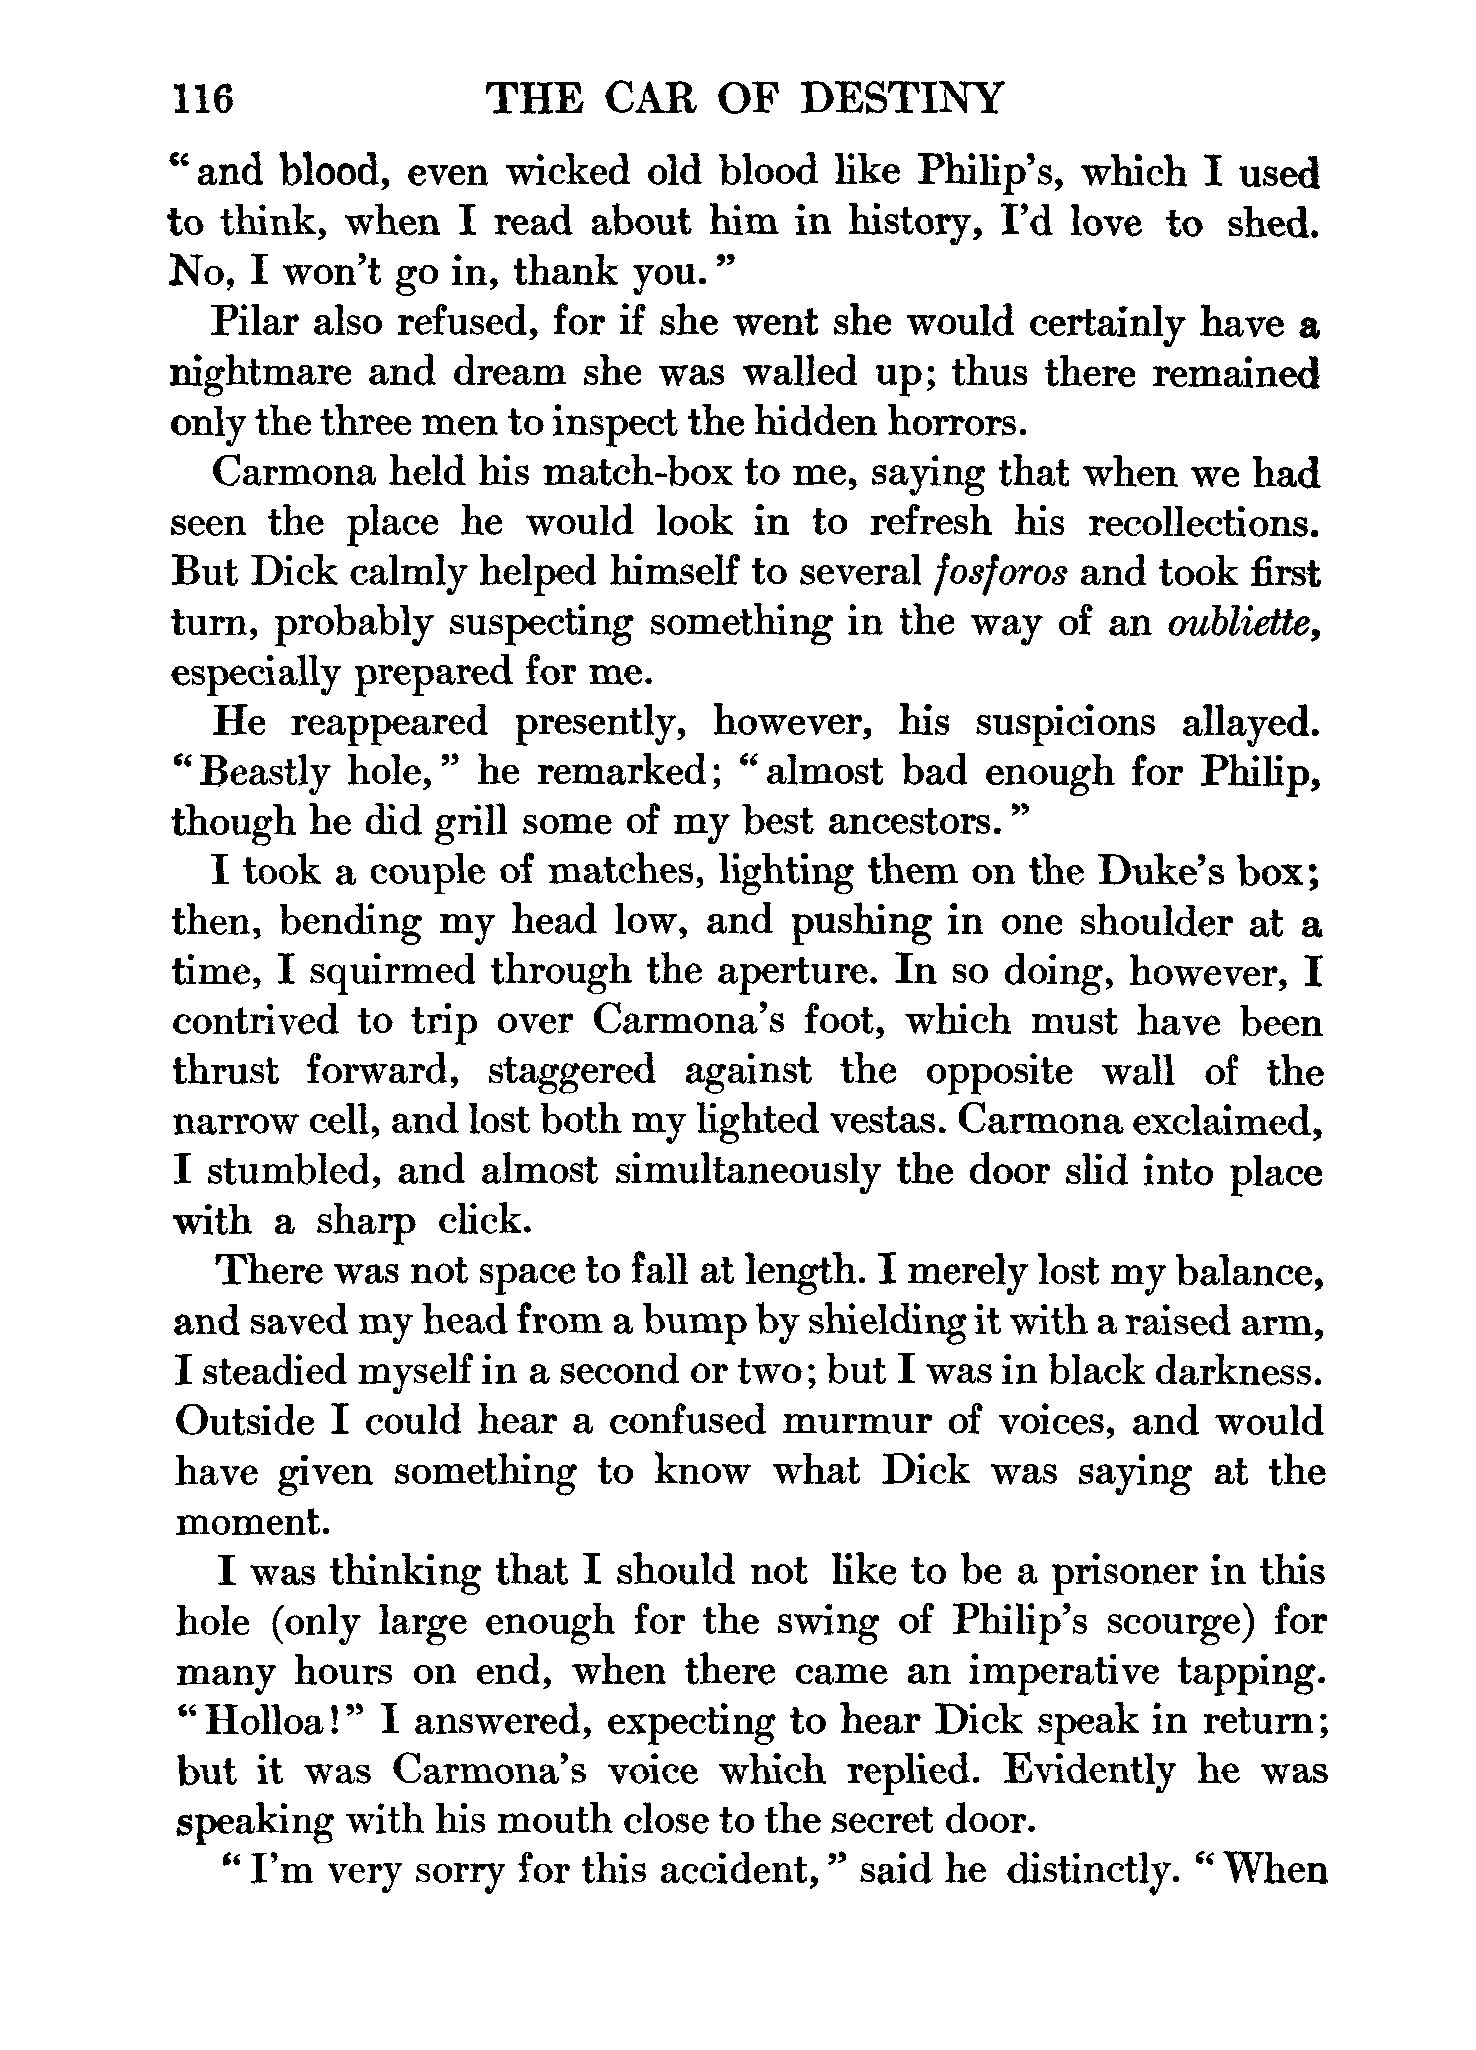 116 THE CAR OF DESTINY
“and blood, even wicked old blood like Philip’s, which I used
to think, when I read about him in history, I’d love to shed.
No, I won’t go in, thank you.”
Pilar also refused, for if she went she would certainly have a
nightmare and dream she was walled up; thus there remained
only the three men to inspect the hidden horrors.
Carmona held his match-box to me, saying that when we had
seen the place he would look in to refresh his recollections.
But Dick calmly helped himself to several fosforos and took first
turn, probably suspecting something in the way of an oubliette,
especially prepared for me.
He reappeared presently, however, his suspicions allayed.
“Beastly hole,” he remarked; “almost bad enough for Philip,
though he did grill some of my best ancestors.”
I took a couple of matches, lighting them on the Duke’s box;
then, bending my head low, and pushing in one shoulder at a
time, I squirmed through the aperture. In so doing, however, I
contrived to trip over Carmona’s foot, which must have been
thrust forward, staggered against the opposite wall of the
narrow cell, and lost both my lighted vestas. Carmona exclaimed,
I stumbled, and almost simultaneously the door slid into place
with a sharp click.
There was not space to fall at length. I merely lost my balance,
and saved my head from a bump by shielding it with a raised arm,
I steadied myself in a second or two; but I was in black darkness.
Outside I could hear a confused murmur of voices, and would
have given something to know what Dick was saying at the
moment.
I was thinking that I should not like to be a prisoner in this
hole (only large enough for the swing of Philip’s scourge) for
many hours on end, when there came an imperative tapping.
“Holloa!” I answered, expecting to hear Dick speak in return;
but it was Carmona’s voice which replied. Evidently he was
speaking with his mouth close to the secret door.
“I’m very sorry for this accident,” said he distinctly. “When